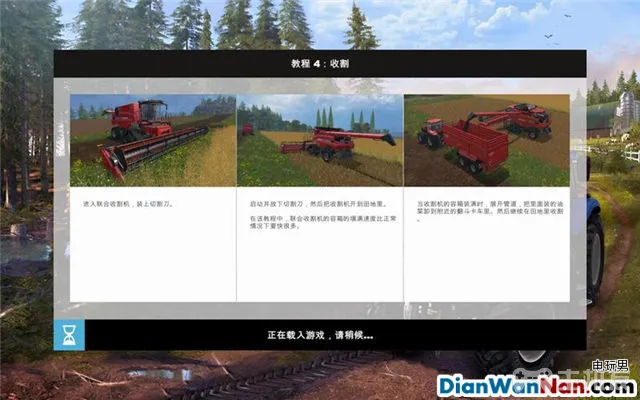 教程 4：收割
进入联合收割机，装上切割刀。
启动并放下切割刀，然后把收割机开到田地里。
在该教程中，联合收割机的容箱的填满速度比正常
情况下要快很多。
当收割机的容箱装满时，展开管道，把里面装的油
菜卸到附近的翻斗卡车里。然后继续在田地里收割
。
正在载入游戏，请稍候...
电玩男
DianWanNan.com